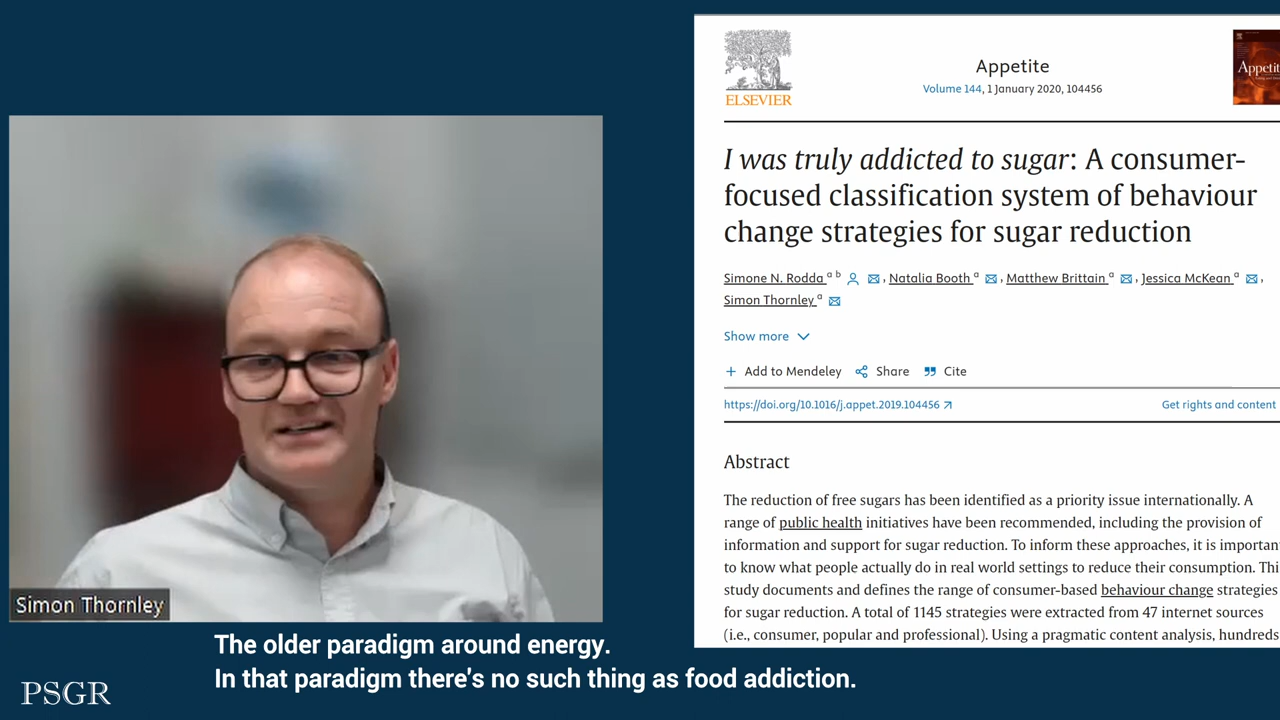 ELSEVIER
Appetite
Volume 144, 1 January 2020, 104456
Appetite
I was truly addicted to sugar: A consumer-
focused classification system of behaviour
change strategies for sugar reduction
Simone N. Rodda a b, Natalia Booth a, Matthew Brittain a, Jessica McKean a,
Simon Thornley a
Show more
+ Add to Mendeley Share Cite
https://doi.org/10.1016/j.appet.2019.104456 Get rights and content
Abstract
The reduction of free sugars has been identified as a priority issue internationally. A
range of public health initiatives have been recommended, including the provision of
information and support for sugar reduction. To inform these approaches, it is importan
to know what people actually do in real world settings to reduce their consumption. Thi
study documents and defines the range of consumer-based behaviour change strategies
for sugar reduction. A total of 1145 strategies were extracted from 47 internet sources
(i.e., consumer, popular and professional). Using a pragmatic content analysis, hundreds
Simon Thornley
The older paradigm around energy.
In that paradigm there's no such thing as food addiction.
PSGR